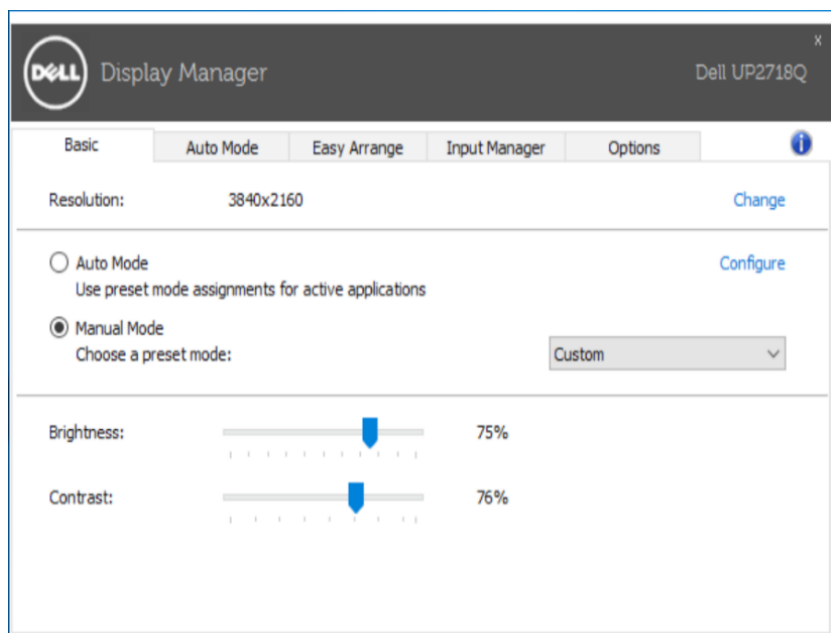 DELL
Display Manager
Dell UP2718Q
x
Basic
Auto Mode
Easy Arrange
Input Manager
Options
i
Resolution:
3840x2160
Change
Auto Mode
Configure
Use preset mode assignments for active applications
Manual Mode
Choose a preset mode:
Custom
Brightness:
75%
Contrast:
76%